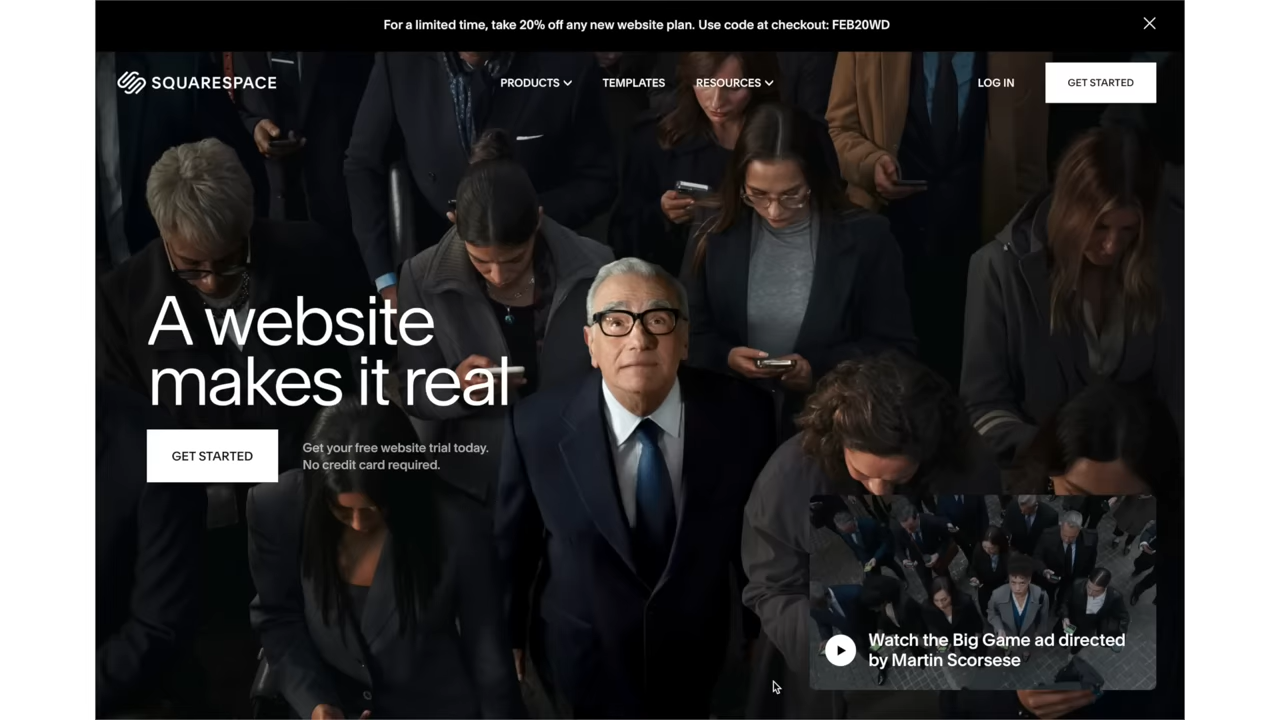 For a limited time, take 20% off any new website plan. Use code at checkout: FEB20WD
SQUARESPACE
PRODUCTS
TEMPLATES
RESOURCES
LOG IN
GET STARTED
A website
makes it real
GET STARTED
Get your free website trial today.
No credit card required.
Watch the Big Game ad directed
by Martin Scorsese